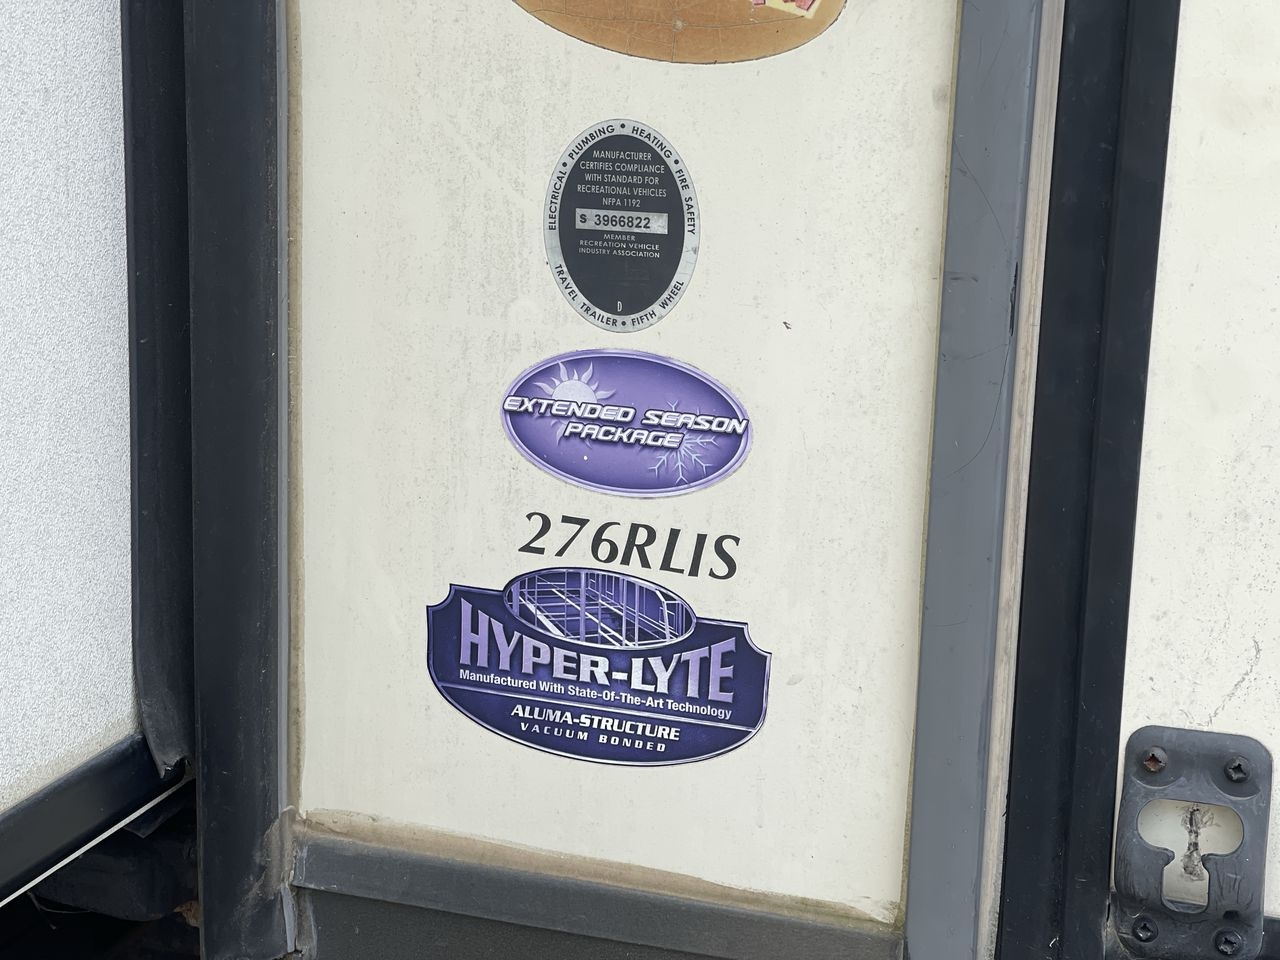 ELECTRICAL • PLUMBING • HEATING • FIRE SAFETY
MANUFACTURER
CERTIFIES COMPLIANCE
WITH STANDARD FOR
RECREATIONAL VEHICLES
NFPA 1192
S 3966822
MEMBER
RECREATION VEHICLE
INDUSTRY ASSOCIATION
D
TRAVEL TRAILER • FIFTH WHEEL
EXTENDED SEASON
PACKAGE
276RLIS
HYPER-LYTE
Manufactured With State-Of-The-Art Technology
ALUMA-STRUCTURE
VACUUM BONDED